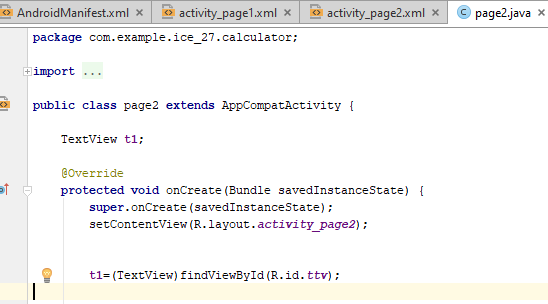 AndroidManifest.xml × activity_page1.xml × activity_page2.xml × page2.java ×
package com.example.ice_27.calculator;
import ...
public class page2 extends AppCompatActivity {
TextView t1;
@Override
protected void onCreate(Bundle savedInstanceState) {
super.onCreate(savedInstanceState);
setContentView(R.layout.activity_page2);
t1=(TextView)findViewById(R.id.ttv);